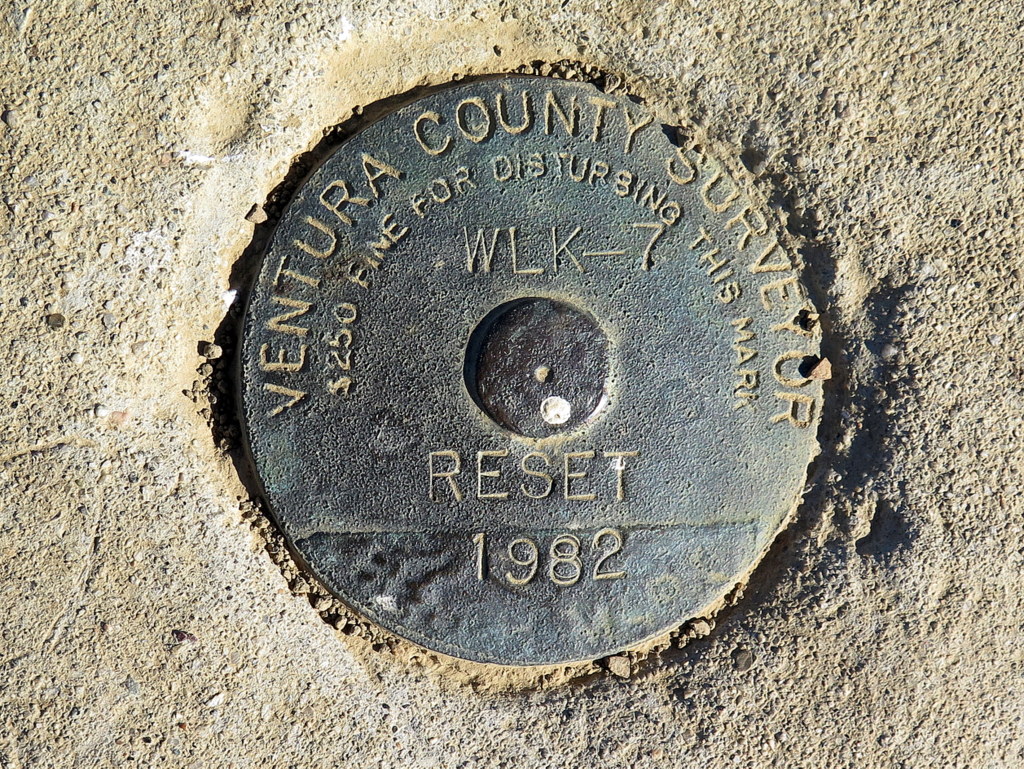 VENTURA COUNTY SURVEYOR
$250 FINE FOR DISTURBING THIS MARK
WLK-7
RESET
1982